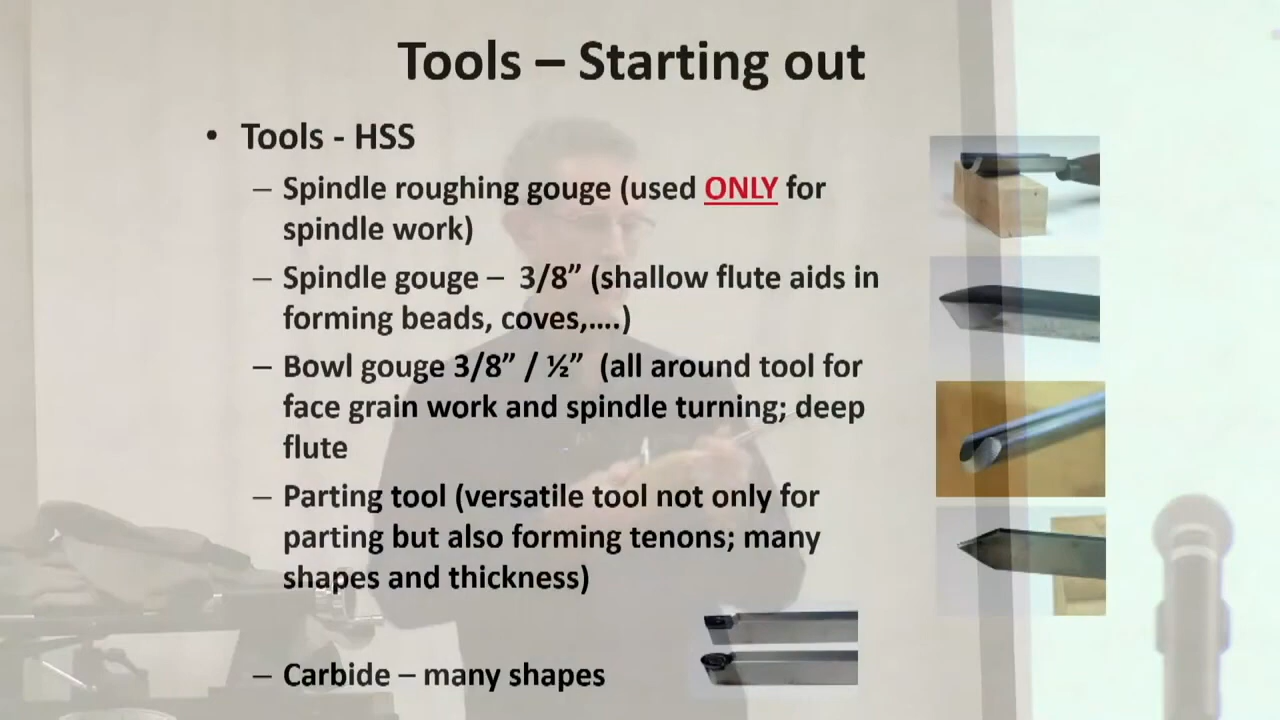 Tools – Starting out
• Tools - HSS
– Spindle roughing gouge (used ONLY for
spindle work)
– Spindle gouge – 3/8” (shallow flute aids in
forming beads, coves,….)
– Bowl gouge 3/8” / ½” (all around tool for
face grain work and spindle turning; deep
flute
– Parting tool (versatile tool not only for
parting but also forming tenons; many
shapes and thickness)
– Carbide – many shapes